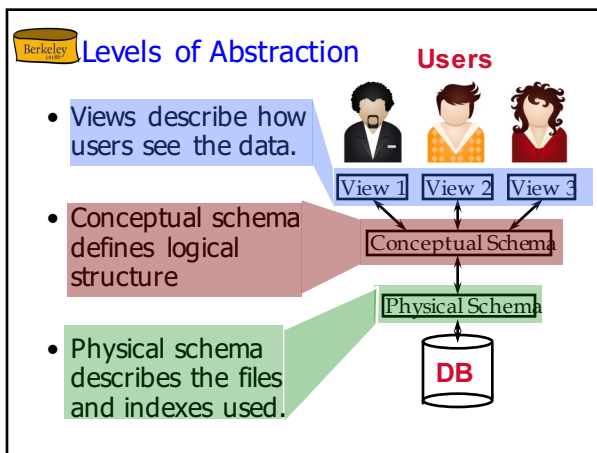 Berkeley
cs186
Levels of Abstraction
Users
• Views describe how
users see the data.
View 1
View 2
View 3
• Conceptual schema
defines logical
structure
Conceptual Schema
Physical Schema
• Physical schema
describes the files
and indexes used.
DB